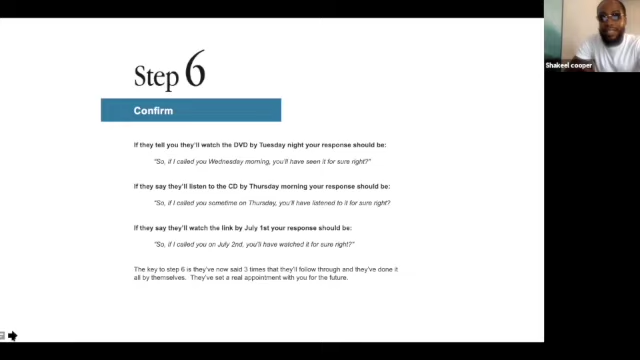 Shakeel cooper
Step 6
Confirm
If they tell you they'll watch the DVD by Tuesday night your response should be:
"So, if I called you Wednesday morning, you'll have seen it for sure right?"
If they say they'll listen to the CD by Thursday morning your response should be:
"So, if I called you sometime on Thursday, you'll have listened to it for sure right?
If they say they'll watch the link by July 1st your response should be:
"So, if I called you on July 2nd, you'll have watched it for sure right?"
The key to step 6 is they've now said 3 times that they'll follow through and they've done it
all by themselves. They've set a real appointment with you for the future.